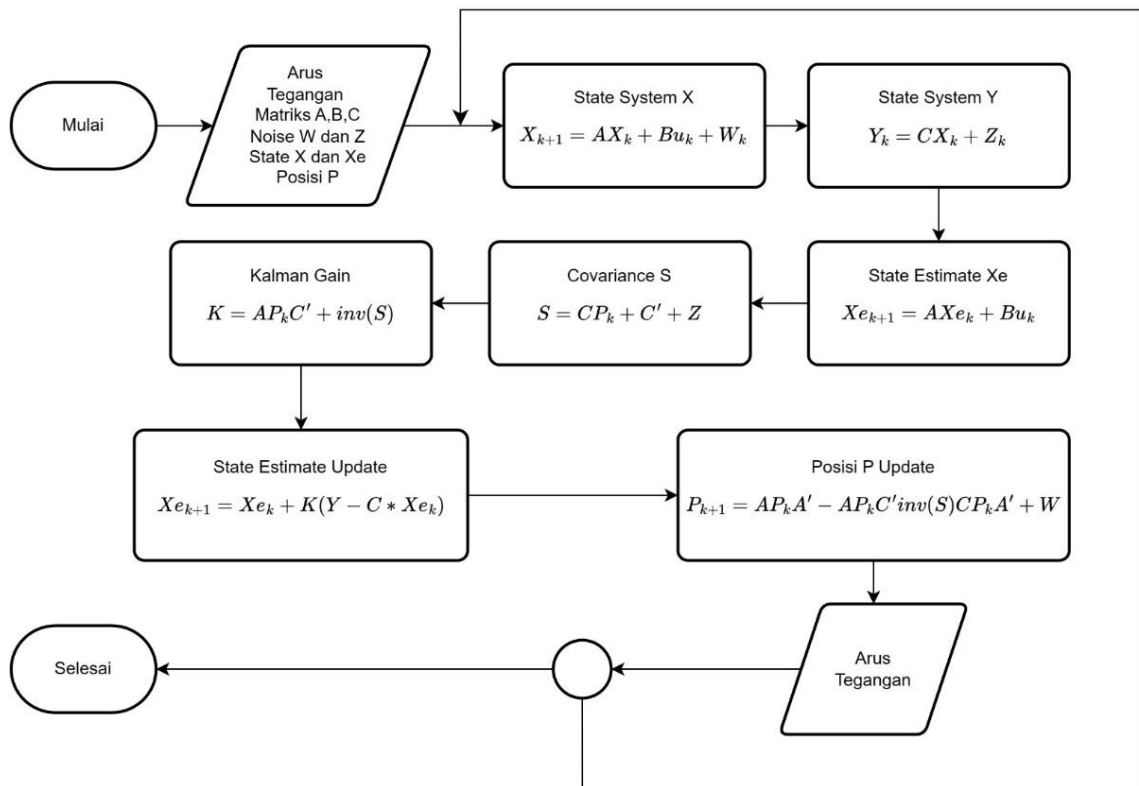 Mulai
Arus
Tegangan
Matriks A,B,C
Noise W dan Z
State X dan Xe
Posisi P
State System X
$X_{k+1} = AX_k + Bu_k + W_k$
State System Y
$Y_k = CX_k + Z_k$
State Estimate Xe
$Xe_{k+1} = AXe_k + Bu_k$
Covariance S
$S = CP_k + C' + Z$
Kalman Gain
$K = AP_kC' + inv(S)$
State Estimate Update
$Xe_{k+1} = Xe_k + K(Y - C * Xe_k)$
Posisi P Update
$P_{k+1} = AP_kA' - AP_kC'inv(S)CP_kA' + W$
Arus
Tegangan
Selesai